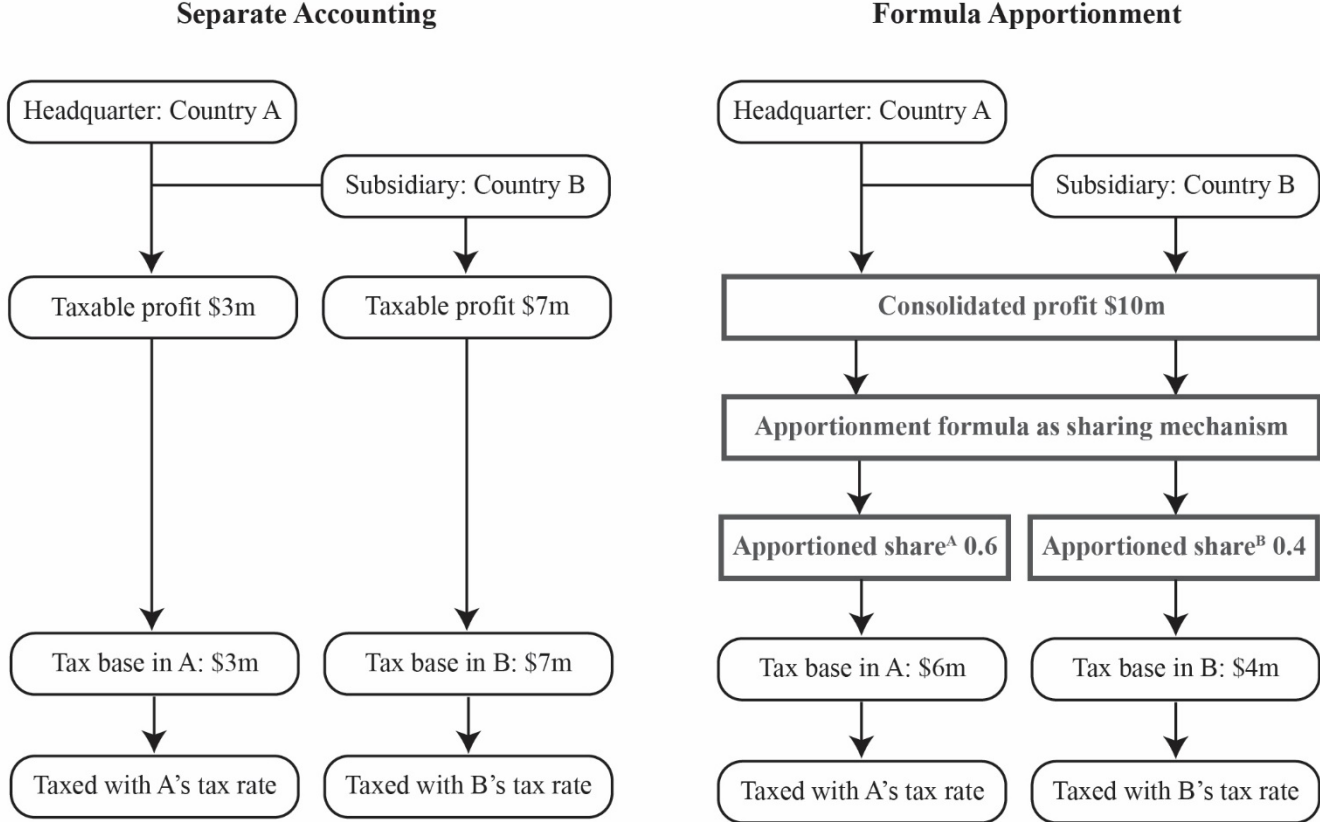 Separate Accounting
Headquarter: Country A
Subsidiary: Country B
Taxable profit $3m
Taxable profit $7m
Tax base in A: $3m
Tax base in B: $7m
Taxed with A’s tax rate
Taxed with B’s tax rate
Formula Apportionment
Headquarter: Country A
Subsidiary: Country B
Consolidated profit $10m
Apportionment formula as sharing mechanism
Apportioned shareᴬ 0.6
Apportioned shareᴮ 0.4
Tax base in A: $6m
Tax base in B: $4m
Taxed with A’s tax rate
Taxed with B’s tax rate